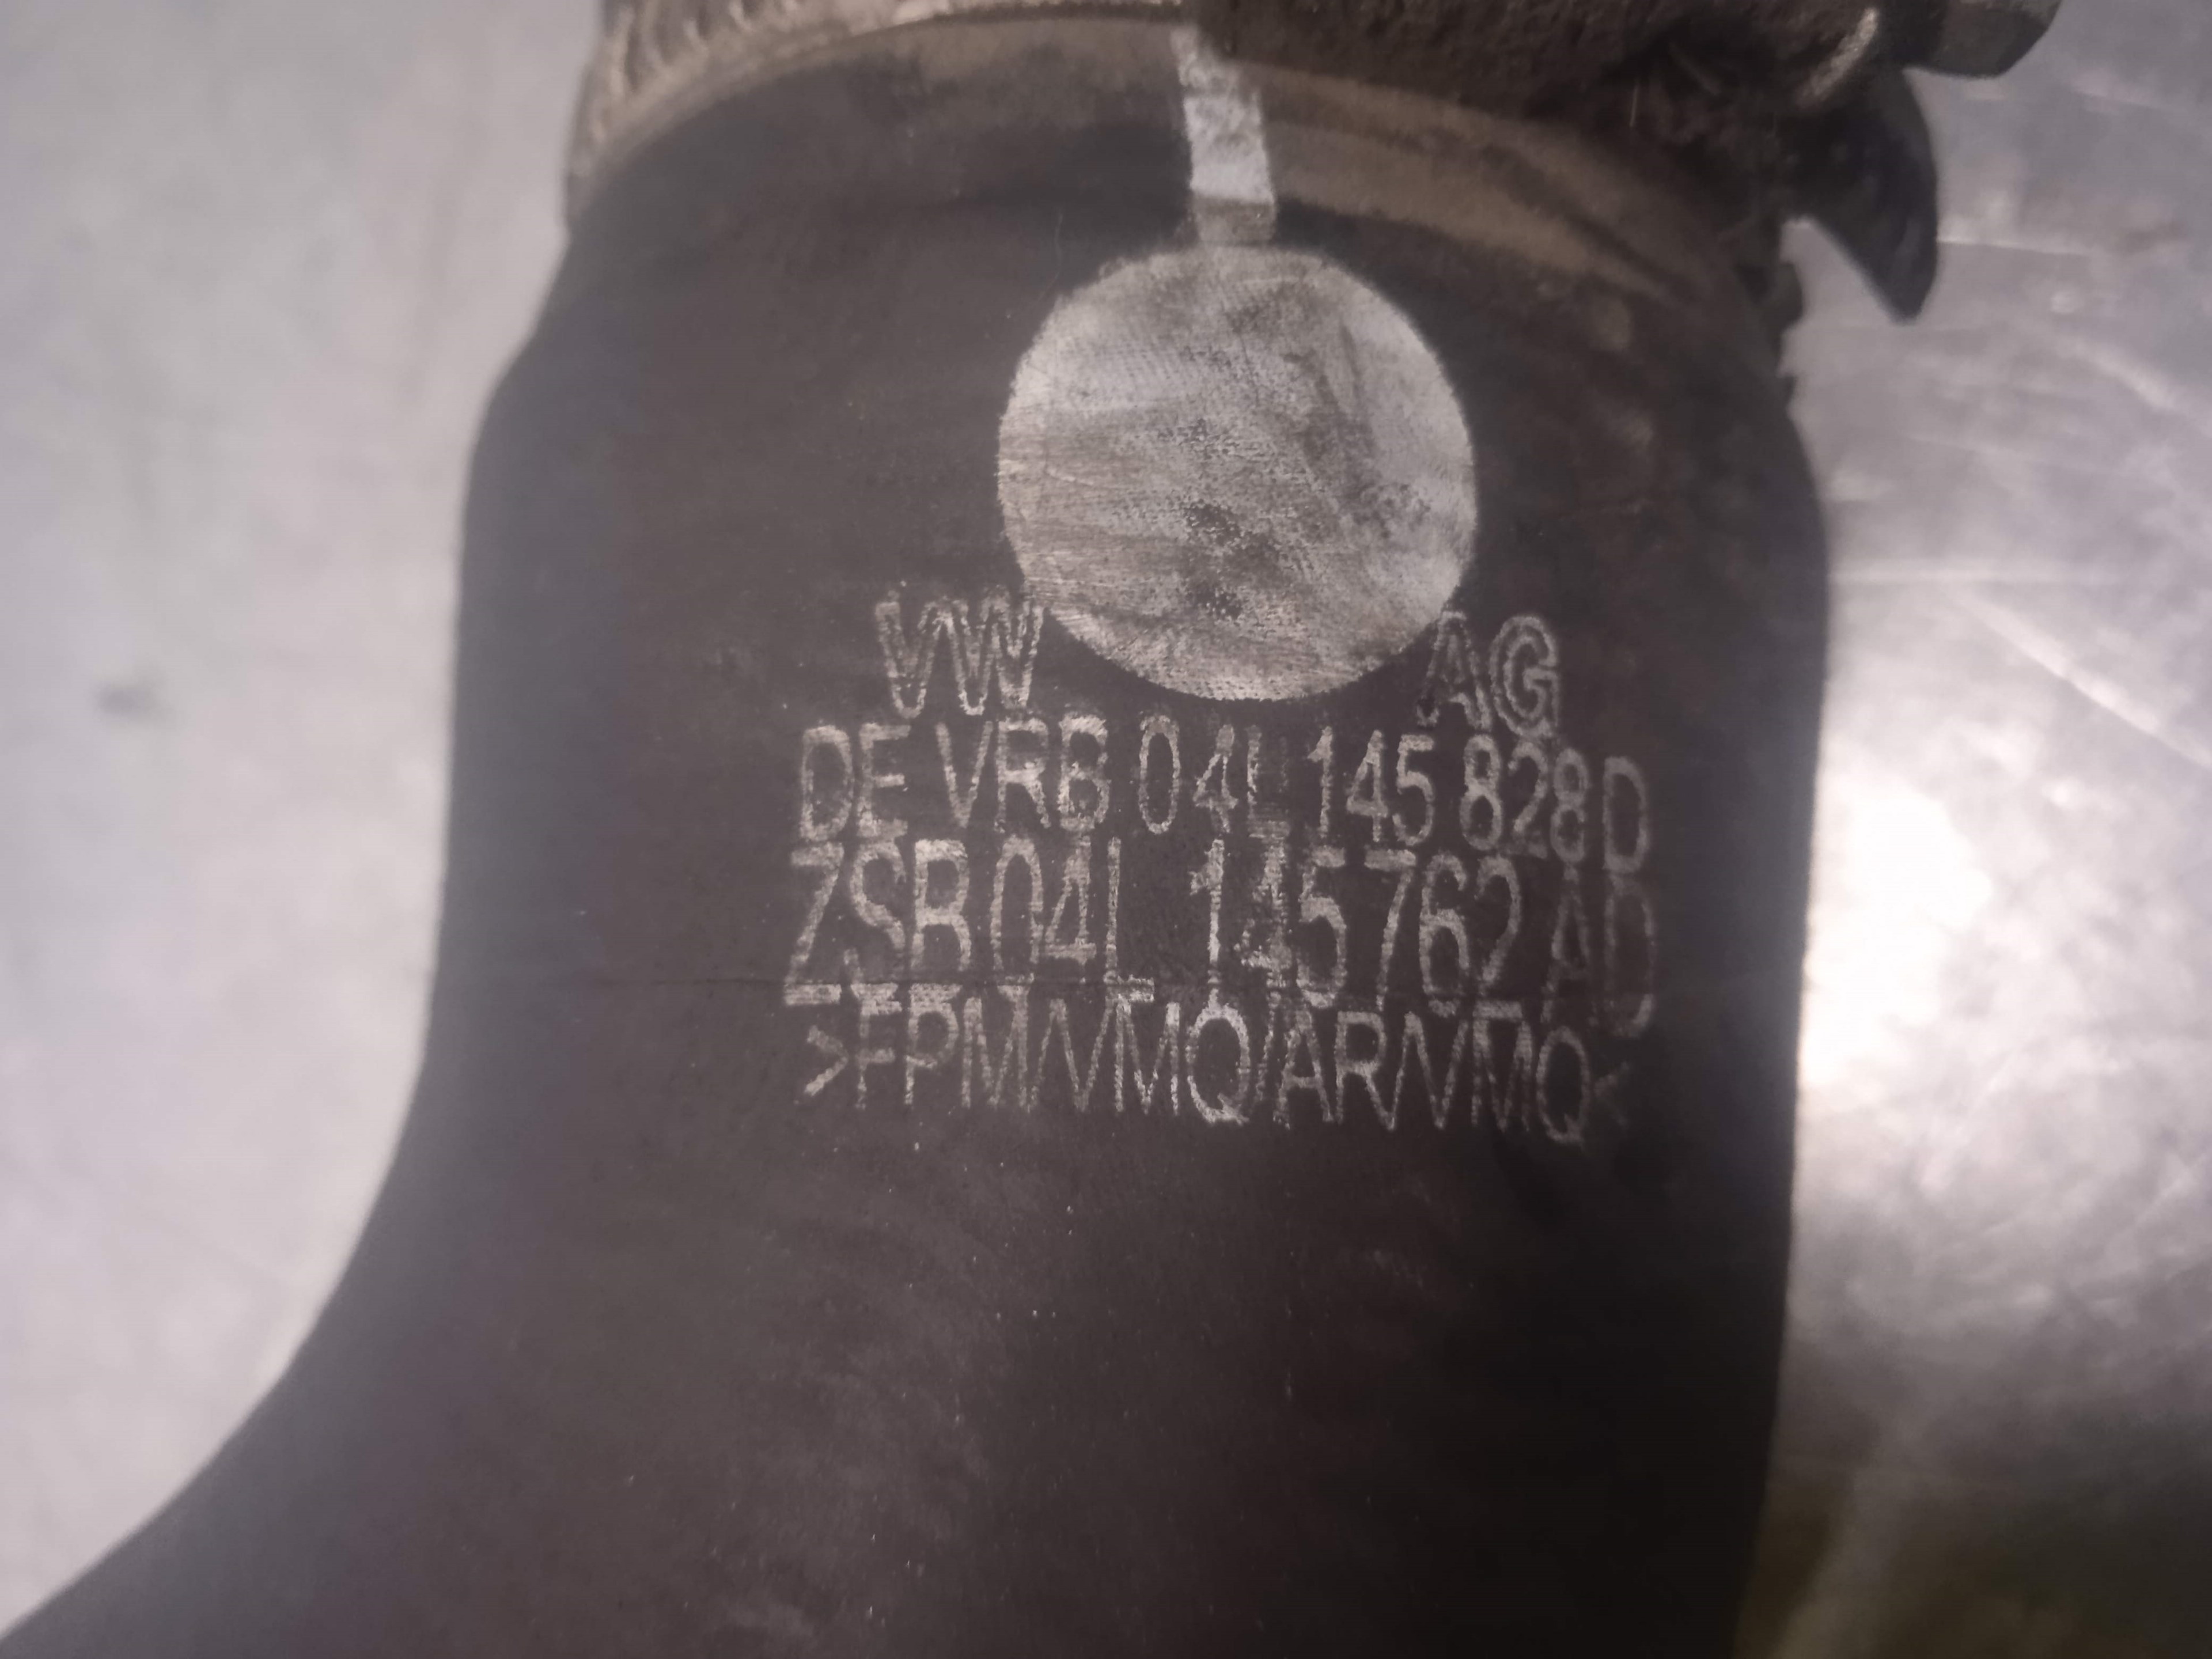 VW AG
DE VRB 04L 145 828 D
ZSB 04L 145 762 AD
>FPM/VMQ/AR/VMQ<